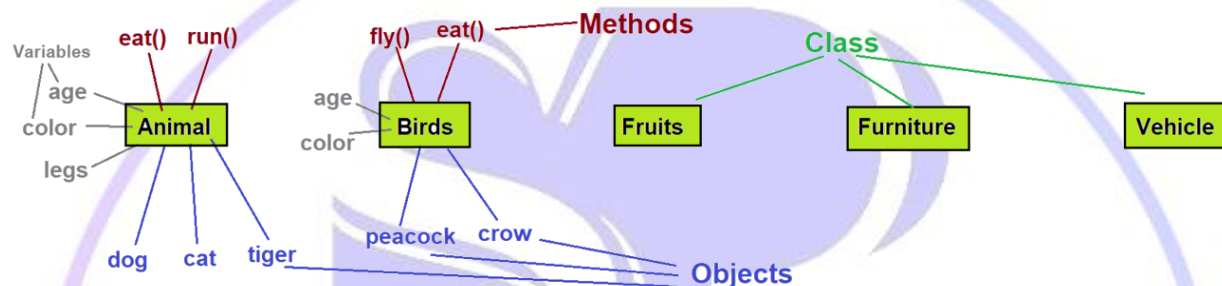 Methods
eat() run()
fly() eat()
Class
Variables
age
color
legs
Animal
age
color
Birds
Fruits
Furniture
Vehicle
dog cat tiger
peacock crow
Objects